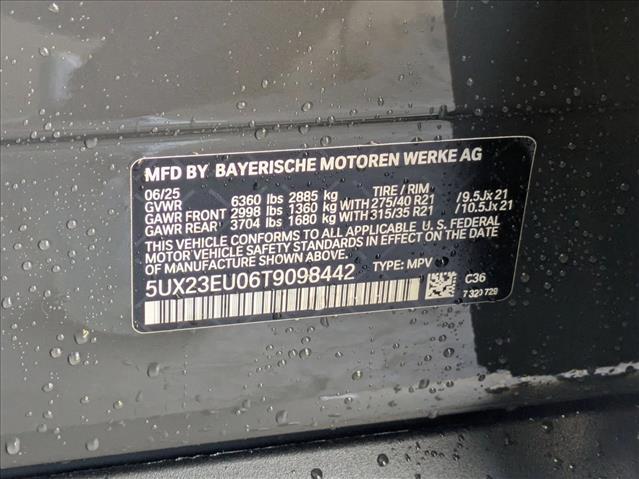 MFD BY BAYERISCHE MOTOREN WERKE AG
06/25 TIRE / RIM
GVWR 6360 lbs 2885 kg
GAWR FRONT 2998 lbs 1360 kg WITH 275/40 R21 /9.5Jx21
GAWR REAR 3704 lbs 1680 kg WITH 315/35 R21 /10.5Jx21
THIS VEHICLE CONFORMS TO ALL APPLICABLE U. S. FEDERAL
MOTOR VEHICLE SAFETY STANDARDS IN EFFECT ON THE DATE
OF MANUFACTURE SHOWN ABOVE.
5UX23EU06T9098442 TYPE: MPV
C36
7 320 729